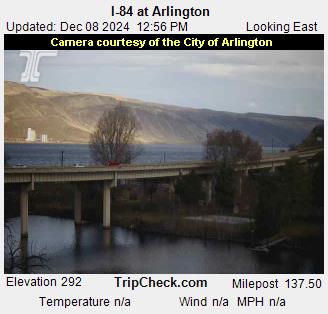 I-84 at Arlington
Updated: Dec 08 2024 12:56 PM Looking East
Camera courtesy of the City of Arlington
Elevation 292 TripCheck.com Milepost 137.50
Temperature n/a Wind n/a MPH n/a